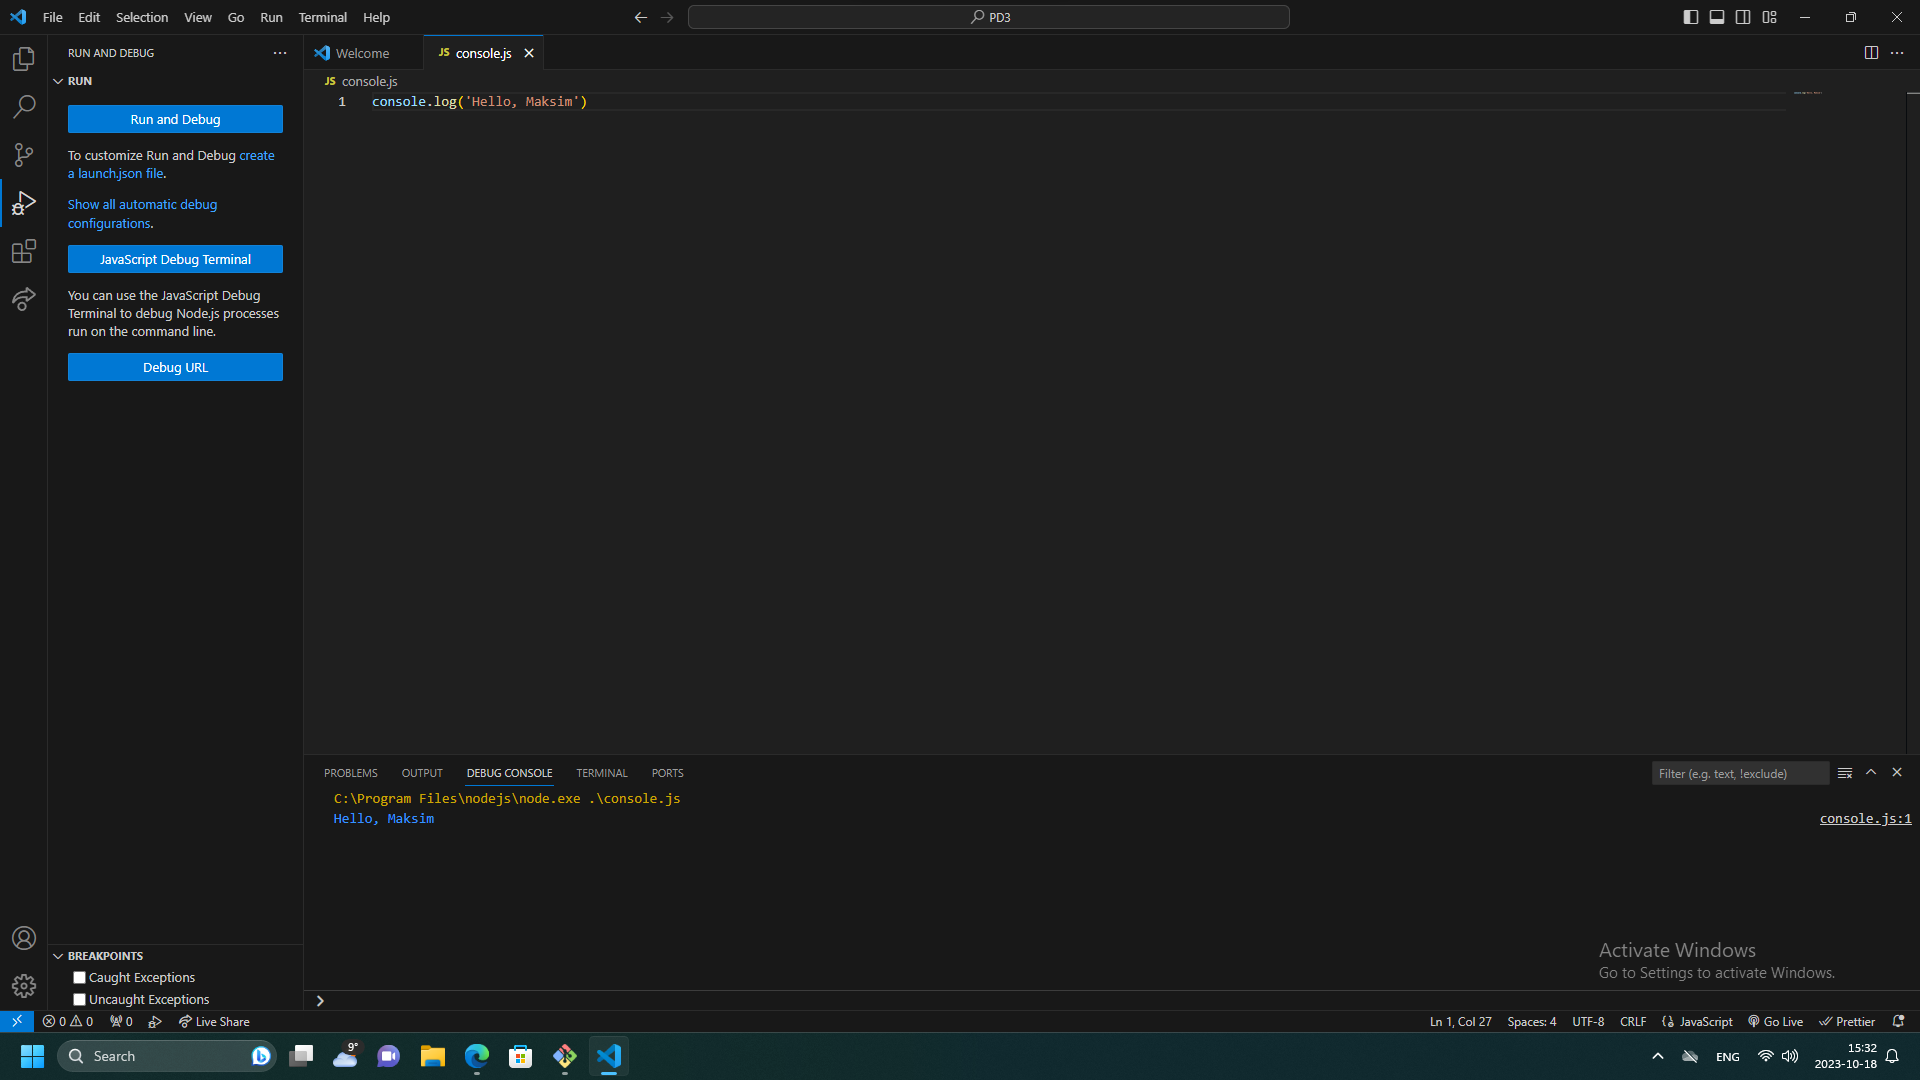 File Edit Selection View Go Run Terminal Help
PD3
RUN AND DEBUG
RUN
Run and Debug
To customize Run and Debug create
a launch.json file.
Show all automatic debug
configurations.
JavaScript Debug Terminal
You can use the JavaScript Debug
Terminal to debug Node.js processes
run on the command line.
Debug URL
Welcome
JS console.js
JS console.js
1 console.log('Hello, Maksim')
PROBLEMS OUTPUT DEBUG CONSOLE TERMINAL PORTS
Filter (e.g. text, !exclude)
C:\Program Files\nodejs\node.exe .\console.js
Hello, Maksim
console.js:1
BREAKPOINTS
Caught Exceptions
Uncaught Exceptions
Activate Windows
Go to Settings to activate Windows.
0 0 0 Live Share
Ln 1, Col 27 Spaces: 4 UTF-8 CRLF {} JavaScript Go Live Prettier
Search
9°
ENG
15:32
2023-10-18